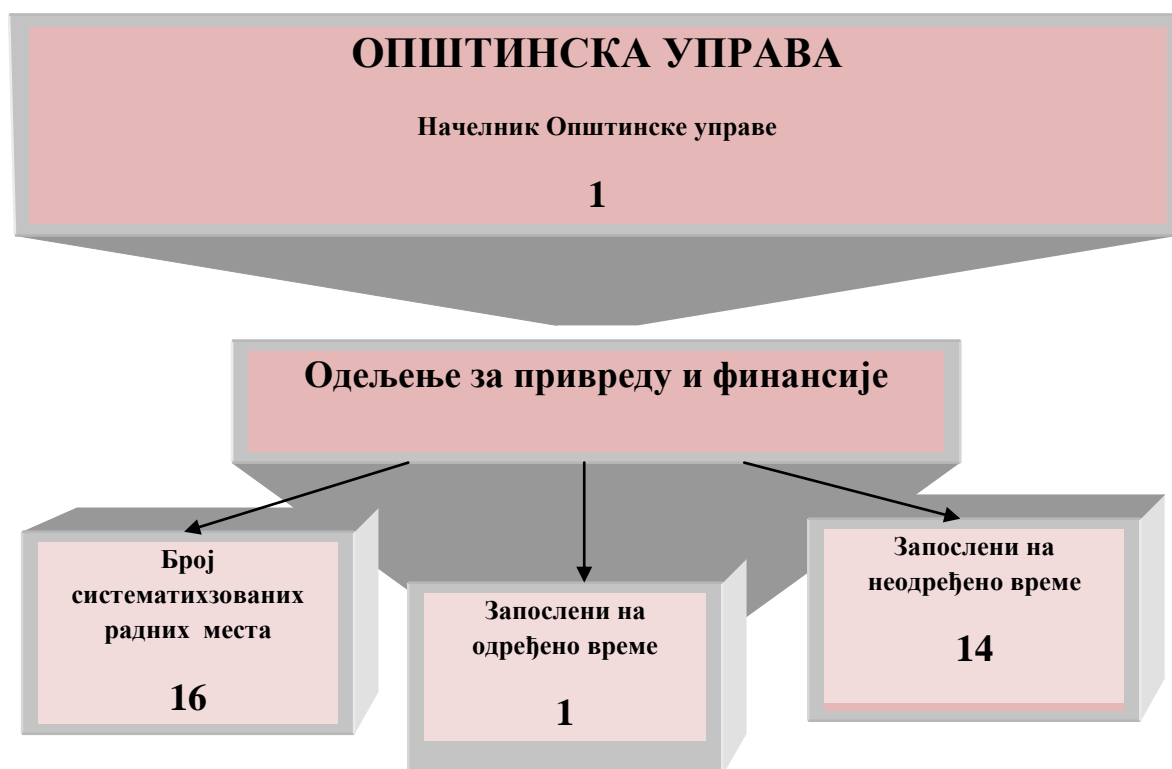 ОПШТИНСКА УПРАВА
Начелник Општинске управе
1
Одељење за привреду и финансије
Број
систематихзованих
радних места
16
Запослени на
одређено време
1
Запослени на
неодређено време
14